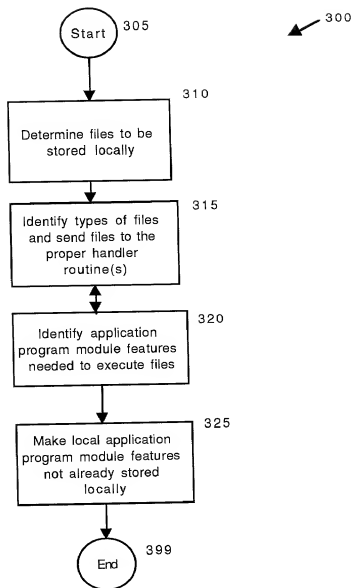 300
Start 305
310
Determine files to be
stored locally
315
Identify types of files
and send files to the
proper handler
routine(s)
320
Identify application
program module features
needed to execute files
325
Make local application
program module features
not already stored
locally
End 399